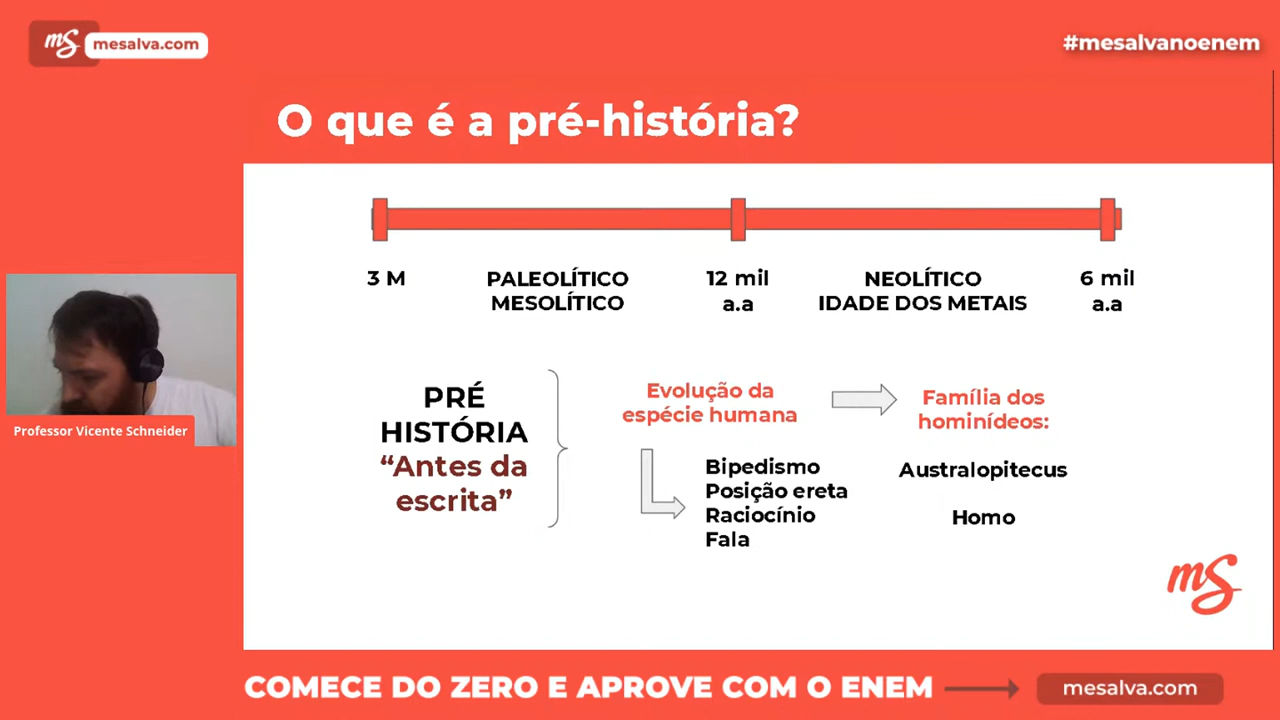 ms mesalva.com
#mesalvanoenem
O que é a pré-história?
3 M
PALEOLÍTICO
MESOLÍTICO
12 mil
a.a
NEOLÍTICO
IDADE DOS METAIS
6 mil
a.a
PRÉ
HISTÓRIA
“Antes da
escrita”
Evolução da
espécie humana
Bipedismo
Posição ereta
Raciocínio
Fala
Família dos
hominídeos:
Australopitecus
Homo
Professor Vicente Schneider
ms
COMECE DO ZERO E APROVE COM O ENEM
mesalva.com